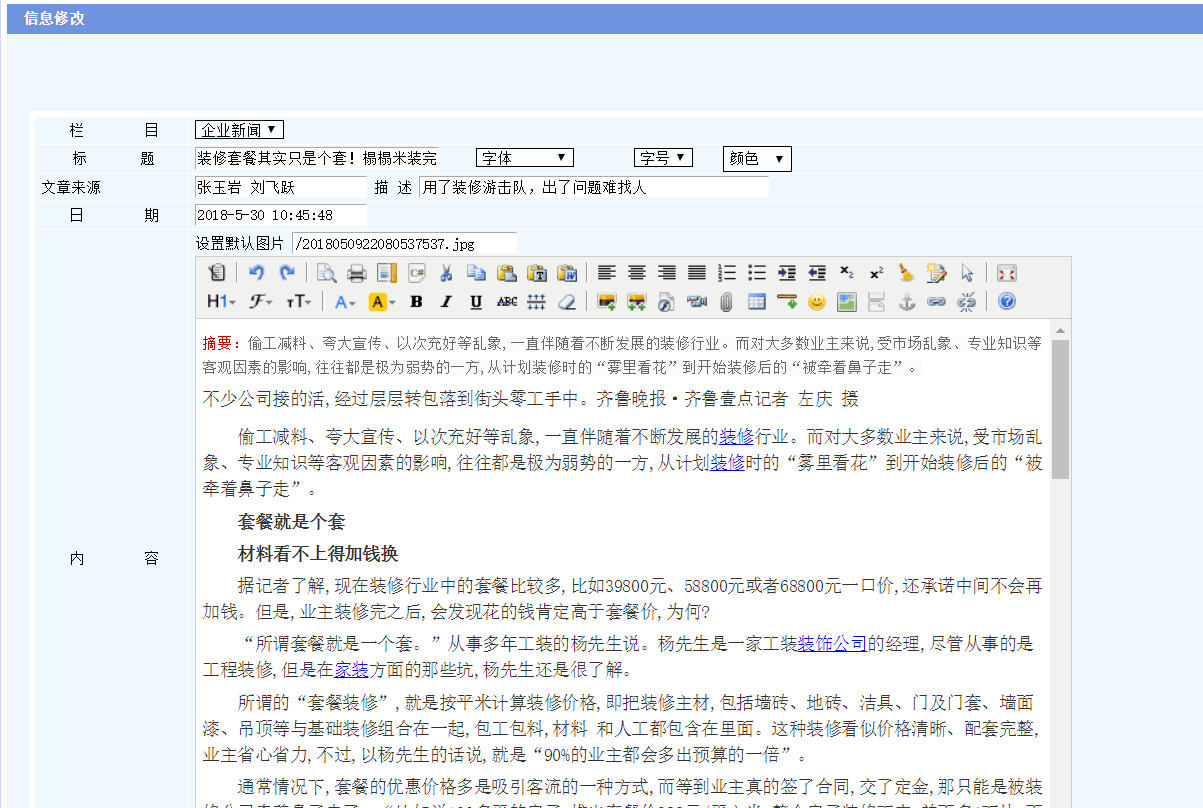 信息修改
栏 目 企业新闻
标 题 装修套餐其实只是个套！榻榻米装完 字体 字号 颜色
文章来源 张玉岩 刘飞跃 描 述 用了装修游击队，出了问题难找人
日 期 2018-5-30 10:45:48
设置默认图片 /2018050922080537537.jpg
H1 F TT A A B I U ABC
内 容
摘要：偷工减料、夸大宣传、以次充好等乱象,一直伴随着不断发展的装修行业。而对大多数业主来说,受市场乱象、专业知识等
客观因素的影响,往往都是极为弱势的一方,从计划装修时的“雾里看花”到开始装修后的“被牵着鼻子走”。
不少公司接的活,经过层层转包落到街头零工手中。齐鲁晚报·齐鲁壹点记者 左庆 摄
偷工减料、夸大宣传、以次充好等乱象,一直伴随着不断发展的装修行业。而对大多数业主来说,受市场乱
象、专业知识等客观因素的影响,往往都是极为弱势的一方,从计划装修时的“雾里看花”到开始装修后的“被
牵着鼻子走”。
套餐就是个套
材料看不上得加钱换
据记者了解,现在装修行业中的套餐比较多,比如39800元、58800元或者68800元一口价,还承诺中间不会再
加钱。但是,业主装修完之后,会发现花的钱肯定高于套餐价,为何?
“所谓套餐就是一个套。”从事多年工装的杨先生说。杨先生是一家工装装饰公司的经理,尽管从事的是
工程装修,但是在家装方面的那些坑,杨先生还是很了解。
所谓的“套餐装修”,就是按平米计算装修价格,即把装修主材,包括墙砖、地砖、洁具、门及门套、墙面
漆、吊顶等与基础装修组合在一起,包工包料,材料 和人工都包含在里面。这种装修看似价格清晰、配套完整,
业主省心省力,不过,以杨先生的话说,就是“90%的业主都会多出预算的一倍”。
通常情况下,套餐的优惠价格多是吸引客流的一种方式,而等到业主真的签了合同,交了定金,那只能是被装